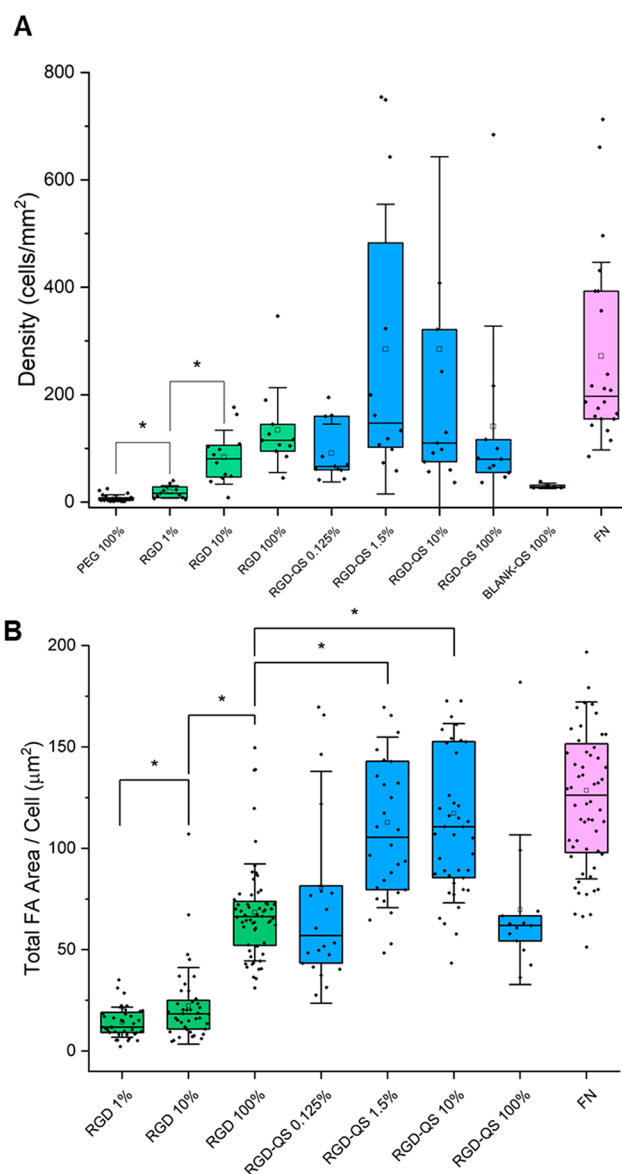 A
800
600
400
200
0
Density (cells/mm²)
*
*
PEG 100%
RGD 1%
RGD 10%
RGD 100%
RGD-QS 0.125%
RGD-QS 1.5%
RGD-QS 10%
RGD-QS 100%
BLANK-QS 100%
FN
B
200
150
100
50
0
Total FA Area / Cell (μm²)
*
*
*
*
RGD 1%
RGD 10%
RGD 100%
RGD-QS 0.125%
RGD-QS 1.5%
RGD-QS 10%
RGD-QS 100%
FN